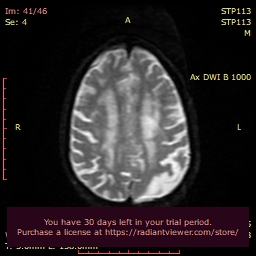 Im: 41/46
Se: 4
A
STP113
STP113
M
Ax DWI B 1000
R
L
You have 30 days left in your trial period.
Purchase a license at https://radiantviewer.com/store/